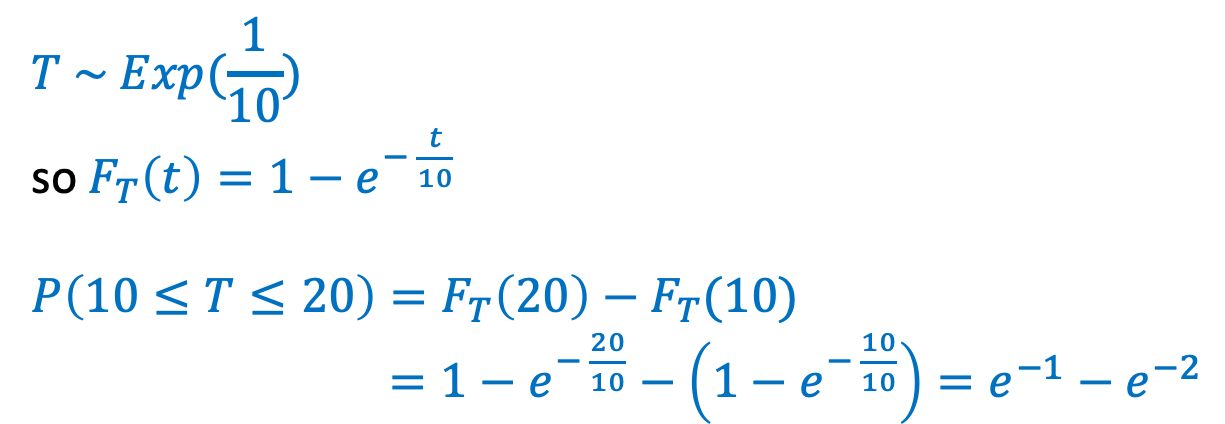 T ~ Exp(1/10)
so F_T(t) = 1 − e^{−t/10}
P(10 ≤ T ≤ 20) = F_T(20) − F_T(10)
= 1 − e^{−20/10} − (1 − e^{−10/10}) = e^{−1} − e^{−2}